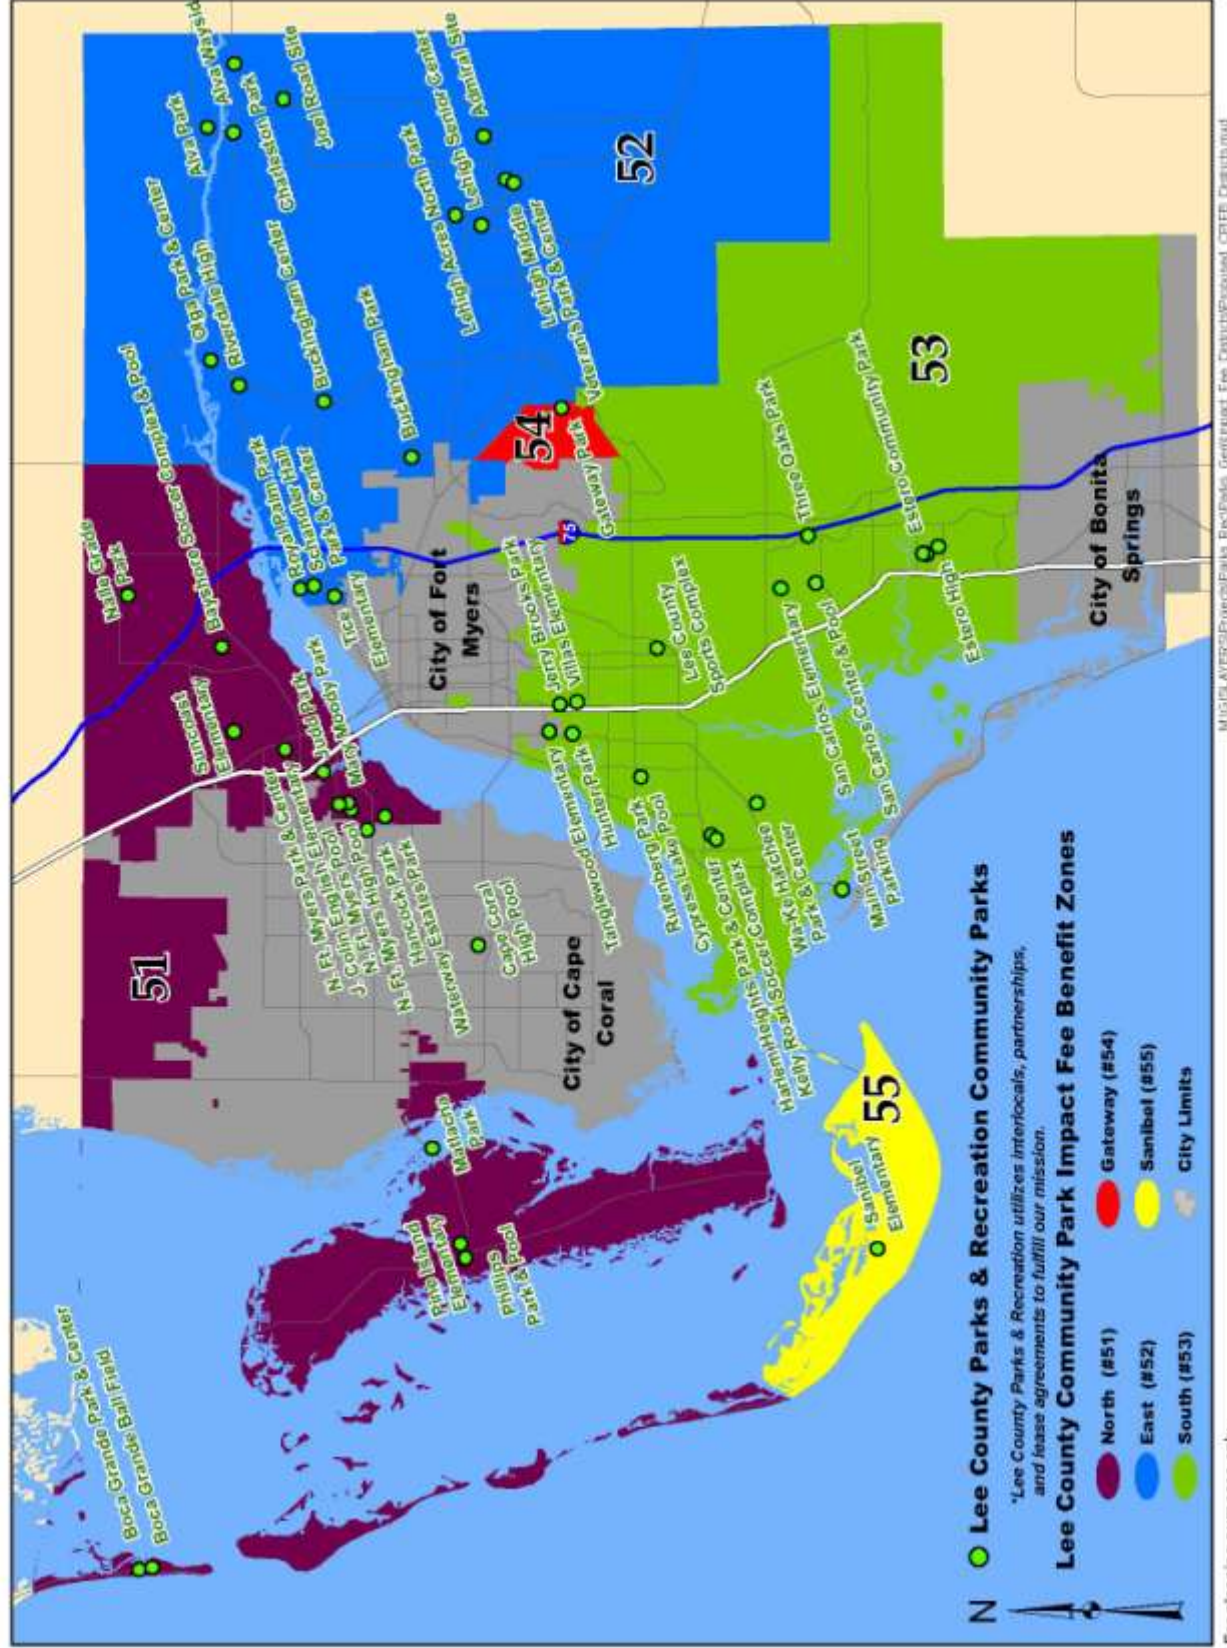 Boca Grande Park & Center
Boca Grande Ball Field
51
Nalle Grade
Park
Bayshore Soccer Complex & Pool
Suncoast
Elementary
Judd Park
Mary Moody Park
N. Ft. Myers Park & Center
J. Colin English Elementary
N. Ft. Myers Pool
N. Ft. Myers High Pool
Hancock Park
Waterway Estates Park
Cape Coral
High Pool
City of Cape
Coral
Matlacha
Park
Pine Island
Elementary
Phillips
Park & Pool
Alva Park
Alva Wayside
Charleston Park
Joel Road Site
Olga Park & Center
Riverdale High
Buckingham Center
Buckingham Park
Royal Palm Park
Schandler Hall
Park & Center
Tice
Elementary
Lehigh Acres North Park
Lehigh Senior Center
Admiral Site
Lehigh Middle
Veteran's Park & Center
52
54
Gateway Park
75
City of Fort
Myers
Jerry Brooks Park
Villas Elementary
Tanglewood Elementary
Hunter Park
Lee County
Sports Complex
Rutenberg Park
Cypress Lake Pool
Harlem Heights Park & Center
Kelly Road Soccer Complex
Wa-Ke Hatchee
Park & Center
Main Street
Parking
San Carlos Elementary
San Carlos Center & Pool
Three Oaks Park
Estero Community Park
Estero High
53
City of Bonita
Springs
55
Sanibel
Elementary
N
Lee County Parks & Recreation Community Parks
*Lee County Parks & Recreation utilizes interlocals, partnerships,
and lease agreements to fulfill our mission.
Lee County Community Park Impact Fee Benefit Zones
North (#51)
Gateway (#54)
East (#52)
Sanibel (#55)
South (#53)
City Limits